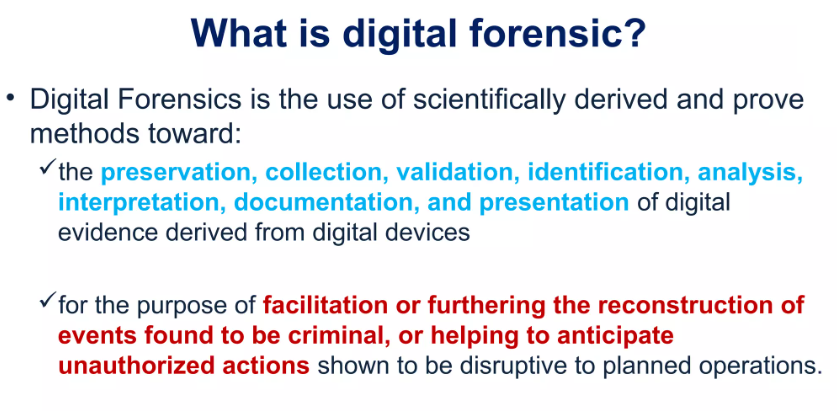 What is digital forensic?
• Digital Forensics is the use of scientifically derived and prove
methods toward:
✓the preservation, collection, validation, identification, analysis,
interpretation, documentation, and presentation of digital
evidence derived from digital devices
✓for the purpose of facilitation or furthering the reconstruction of
events found to be criminal, or helping to anticipate
unauthorized actions shown to be disruptive to planned operations.